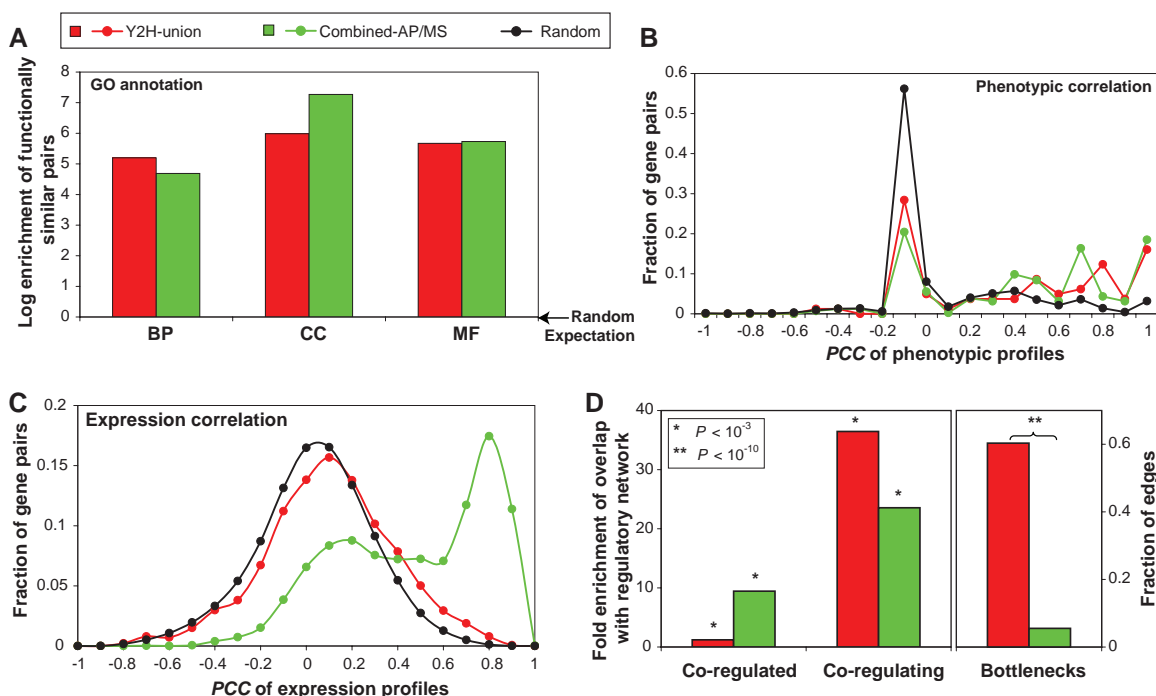 Y2H-union Combined-AP/MS Random
A
GO annotation
Log enrichment of functionally
similar pairs
8
7
6
5
4
3
2
1
0
BP CC MF
Random
Expectation
B
Phenotypic correlation
Fraction of gene pairs
0.6
0.5
0.4
0.3
0.2
0.1
0
-1 -0.8 -0.6 -0.4 -0.2 0 0.2 0.4 0.6 0.8 1
PCC of phenotypic profiles
C
Expression correlation
Fraction of gene pairs
0.2
0.15
0.1
0.05
0
-1 -0.8 -0.6 -0.4 -0.2 0 0.2 0.4 0.6 0.8 1
PCC of expression profiles
D
Fold enrichment of overlap
with regulatory network
40
30
20
10
0
* P < 10-3
** P < 10-10
* * * *
**
0.6
0.4
0.2
0
Fraction of edges
Co-regulated Co-regulating Bottlenecks